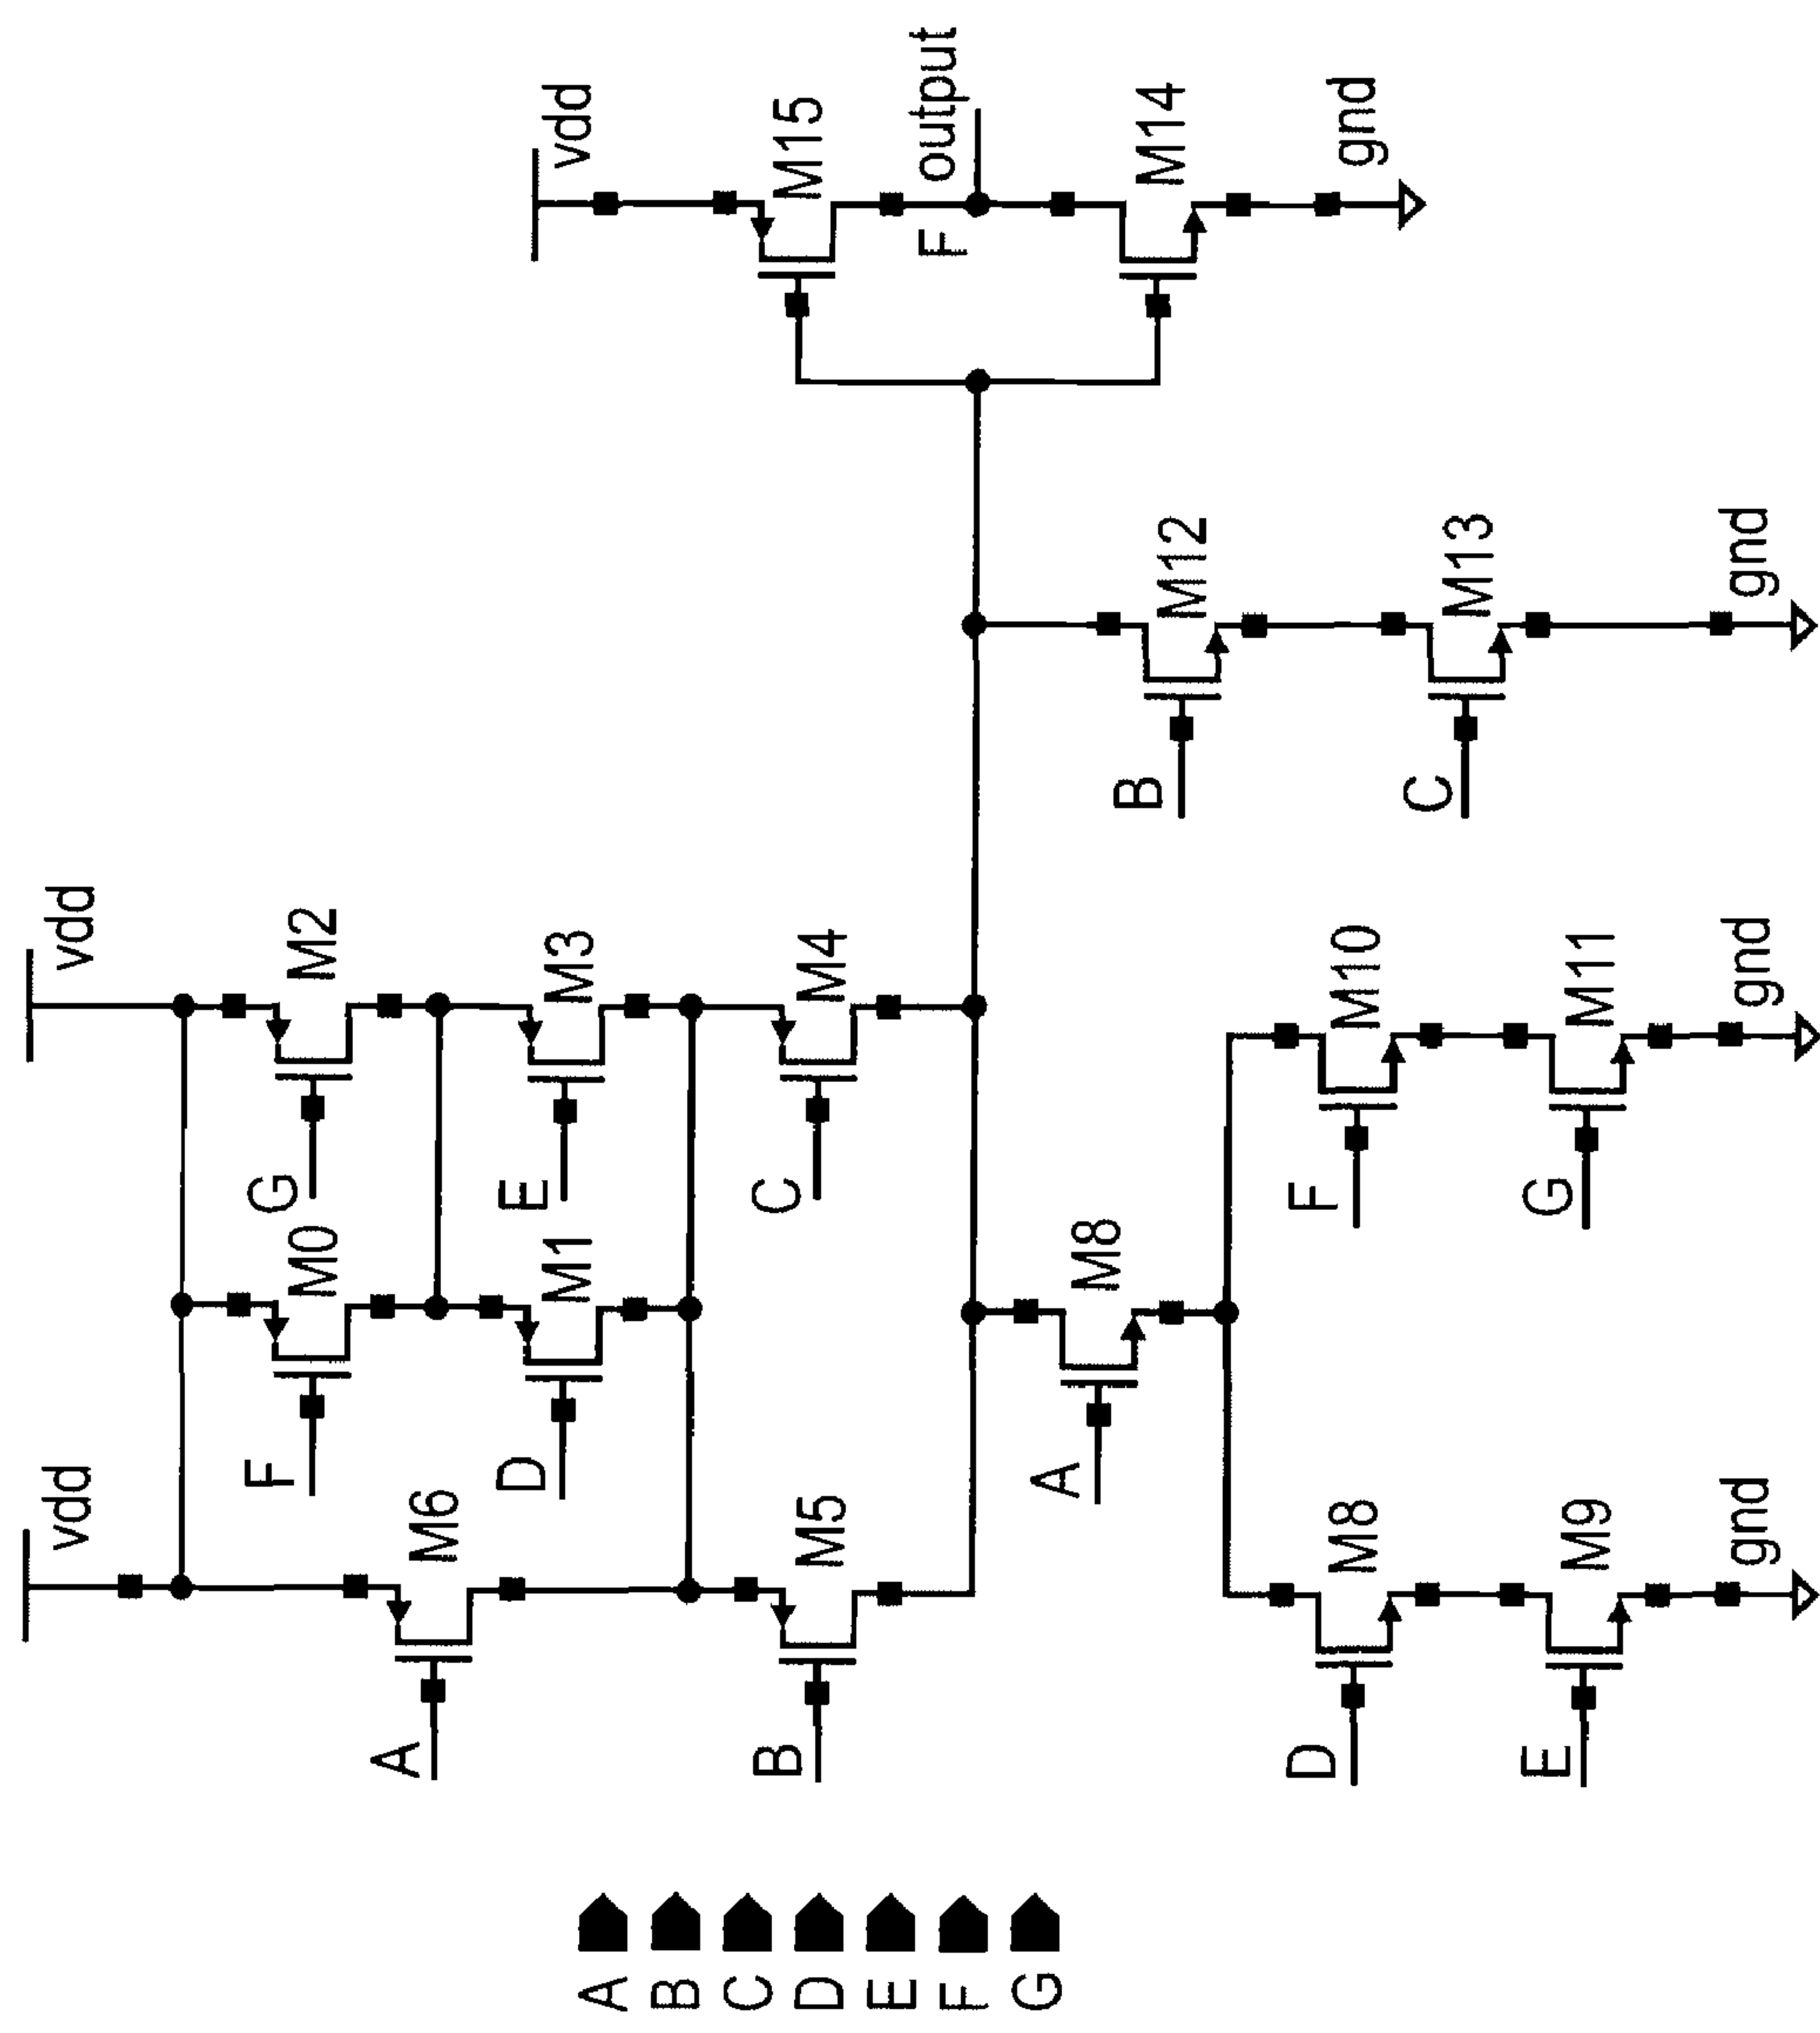 vdd
M15
F output
M14
gnd
vdd
G M2
E M3
C M4
F M0
D M1
vdd
A M6
B M5
B M12
C M13
gnd
A M8
F M10
G M11
gnd
D M8
E M9
gnd
A
B
C
D
E
F
G